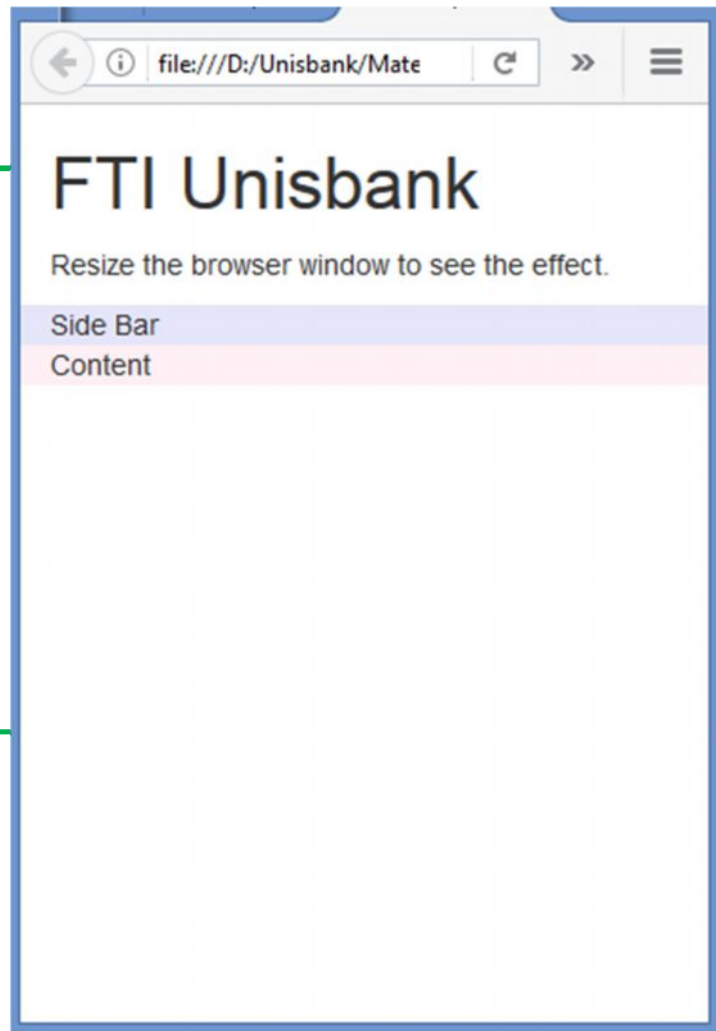 file:///D:/Unisbank/Mate
FTI Unisbank
Resize the browser window to see the effect.
Side Bar
Content